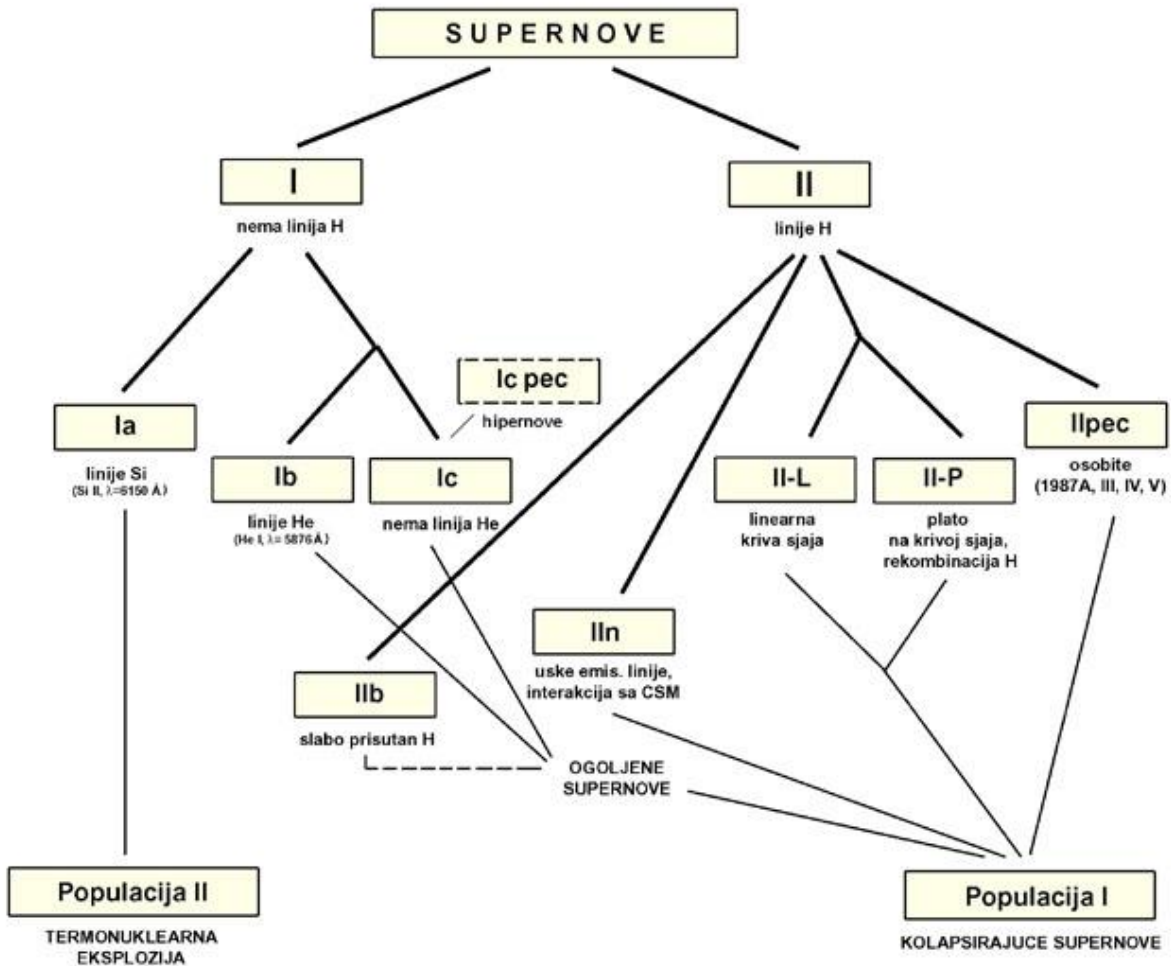 SUPERNOVE
I
nema linija H
II
linije H
Ic pec
hipernove
Ia
linije Si
(Si II, λ=6150 Å)
Ib
linije He
(He I, λ= 5876 Å)
Ic
nema linija He
II-L
linearna
kriva sjaja
II-P
plato
na krivoj sjaja,
rekombinacija H
IIpec
osobite
(1987A, III, IV, V)
IIn
uske emis. linije,
interakcija sa CSM
IIb
slabo prisutan H
OGOLJENE
SUPERNOVE
Populacija II
TERMONUKLEARNA
EKSPLOZIJA
Populacija I
KOLAPSIRAJUCE SUPERNOVE